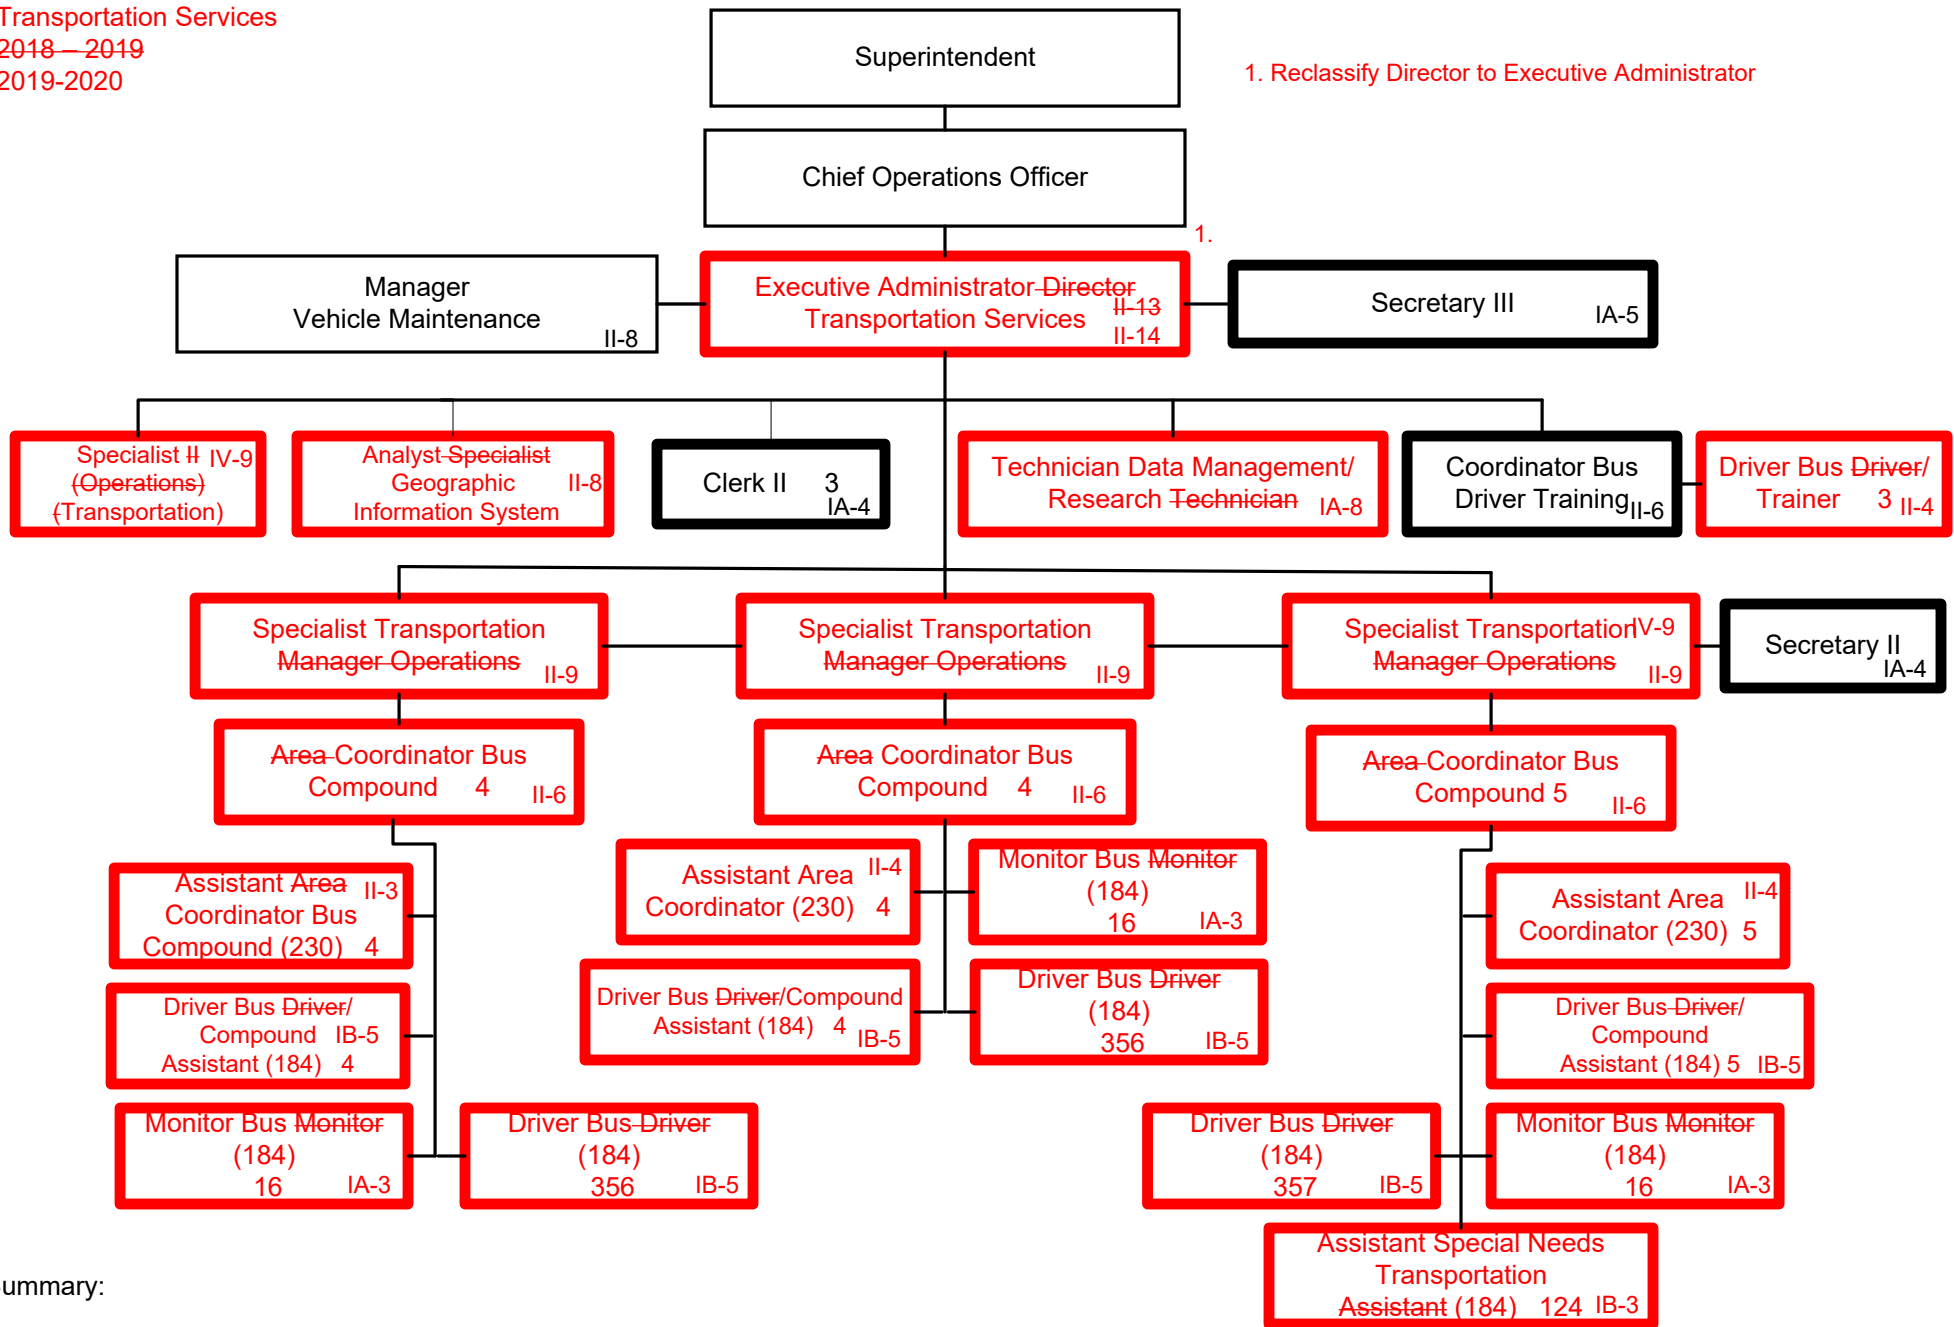 Transportation Services
2018 – 2019
2019-2020
Superintendent
1. Reclassify Director to Executive Administrator
Chief Operations Officer
1.
Manager
Vehicle Maintenance
II-8
Executive Administrator Director
II-13
Transportation Services
II-14
Secretary III
IA-5
Specialist II IV-9
(Operations)
(Transportation)
Analyst Specialist
Geographic II-8
Information System
Clerk II 3
IA-4
Technician Data Management/
Research Technician IA-8
Coordinator Bus
Driver Training II-6
Driver Bus Driver/
Trainer 3 II-4
Specialist Transportation
Manager Operations
II-9
Specialist Transportation
Manager Operations
II-9
Specialist Transportation IV-9
Manager Operations
II-9
Secretary II
IA-4
Area Coordinator Bus
Compound 4 II-6
Area Coordinator Bus
Compound 4 II-6
Area Coordinator Bus
Compound 5 II-6
Assistant Area II-3
Coordinator Bus
Compound (230) 4
Driver Bus Driver/
Compound IB-5
Assistant (184) 4
Monitor Bus Monitor
(184)
16 IA-3
Driver Bus Driver
(184)
356 IB-5
Assistant Area II-4
Coordinator (230) 4
Monitor Bus Monitor
(184)
16 IA-3
Driver Bus Driver/Compound
Assistant (184) 4 IB-5
Driver Bus Driver
(184)
356 IB-5
Assistant Area II-4
Coordinator (230) 5
Driver Bus Driver/
Compound
Assistant (184) 5 IB-5
Driver Bus Driver
(184)
357 IB-5
Monitor Bus Monitor
(184)
16 IA-3
Assistant Special Needs
Transportation
Assistant (184) 124 IB-3
ummary: